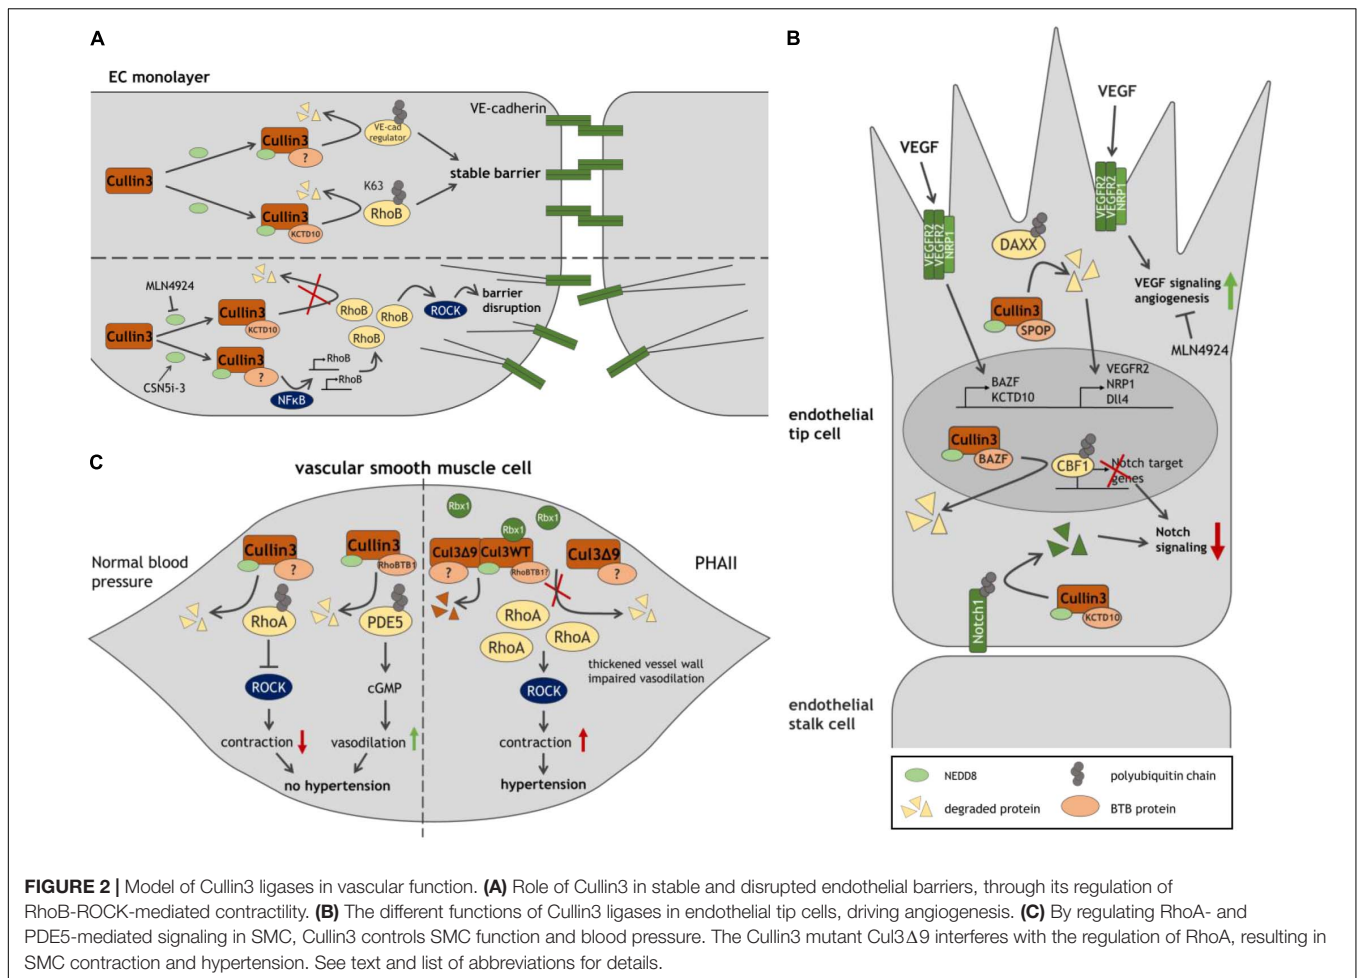 A
EC monolayer
VE-cadherin
Cullin3
?
VE-cad
regulator
Cullin3
stable barrier
K63
Cullin3
KCTD10
RhoB
MLN4924
Cullin3
KCTD10
RhoB
RhoB
RhoB
ROCK
barrier
disruption
Cullin3
Cullin3
?
CSN5i-3
NFκB
RhoB
RhoB
B
VEGF
VEGF
VEGFR2
VEGFR2
NRP1
VEGFR2
VEGFR2
NRP1
DAXX
Cullin3
SPOP
VEGF signaling
angiogenesis
MLN4924
BAZF
KCTD10
VEGFR2
NRP1
Dll4
endothelial
tip cell
Cullin3
BAZF
CBF1
Notch target
genes
Notch
signaling
Notch1
Cullin3
KCTD10
endothelial
stalk cell
NEDD8
polyubiquitin chain
degraded protein
BTB protein
C
vascular smooth muscle cell
Normal blood
pressure
PHAII
Cullin3
?
RhoA
ROCK
contraction
Cullin3
RhoBTB1
PDE5
cGMP
vasodilation
no hypertension
Rbx1
Rbx1
Rbx1
Cul3Δ9
Cul3WT
?
RhoBTB1?
Cul3Δ9
?
RhoA
RhoA
RhoA
thickened vessel wall
impaired vasodilation
ROCK
contraction
hypertension
FIGURE 2 | Model of Cullin3 ligases in vascular function. (A) Role of Cullin3 in stable and disrupted endothelial barriers, through its regulation of
RhoB-ROCK-mediated contractility. (B) The different functions of Cullin3 ligases in endothelial tip cells, driving angiogenesis. (C) By regulating RhoA- and
PDE5-mediated signaling in SMC, Cullin3 controls SMC function and blood pressure. The Cullin3 mutant Cul3Δ9 interferes with the regulation of RhoA, resulting in
SMC contraction and hypertension. See text and list of abbreviations for details.